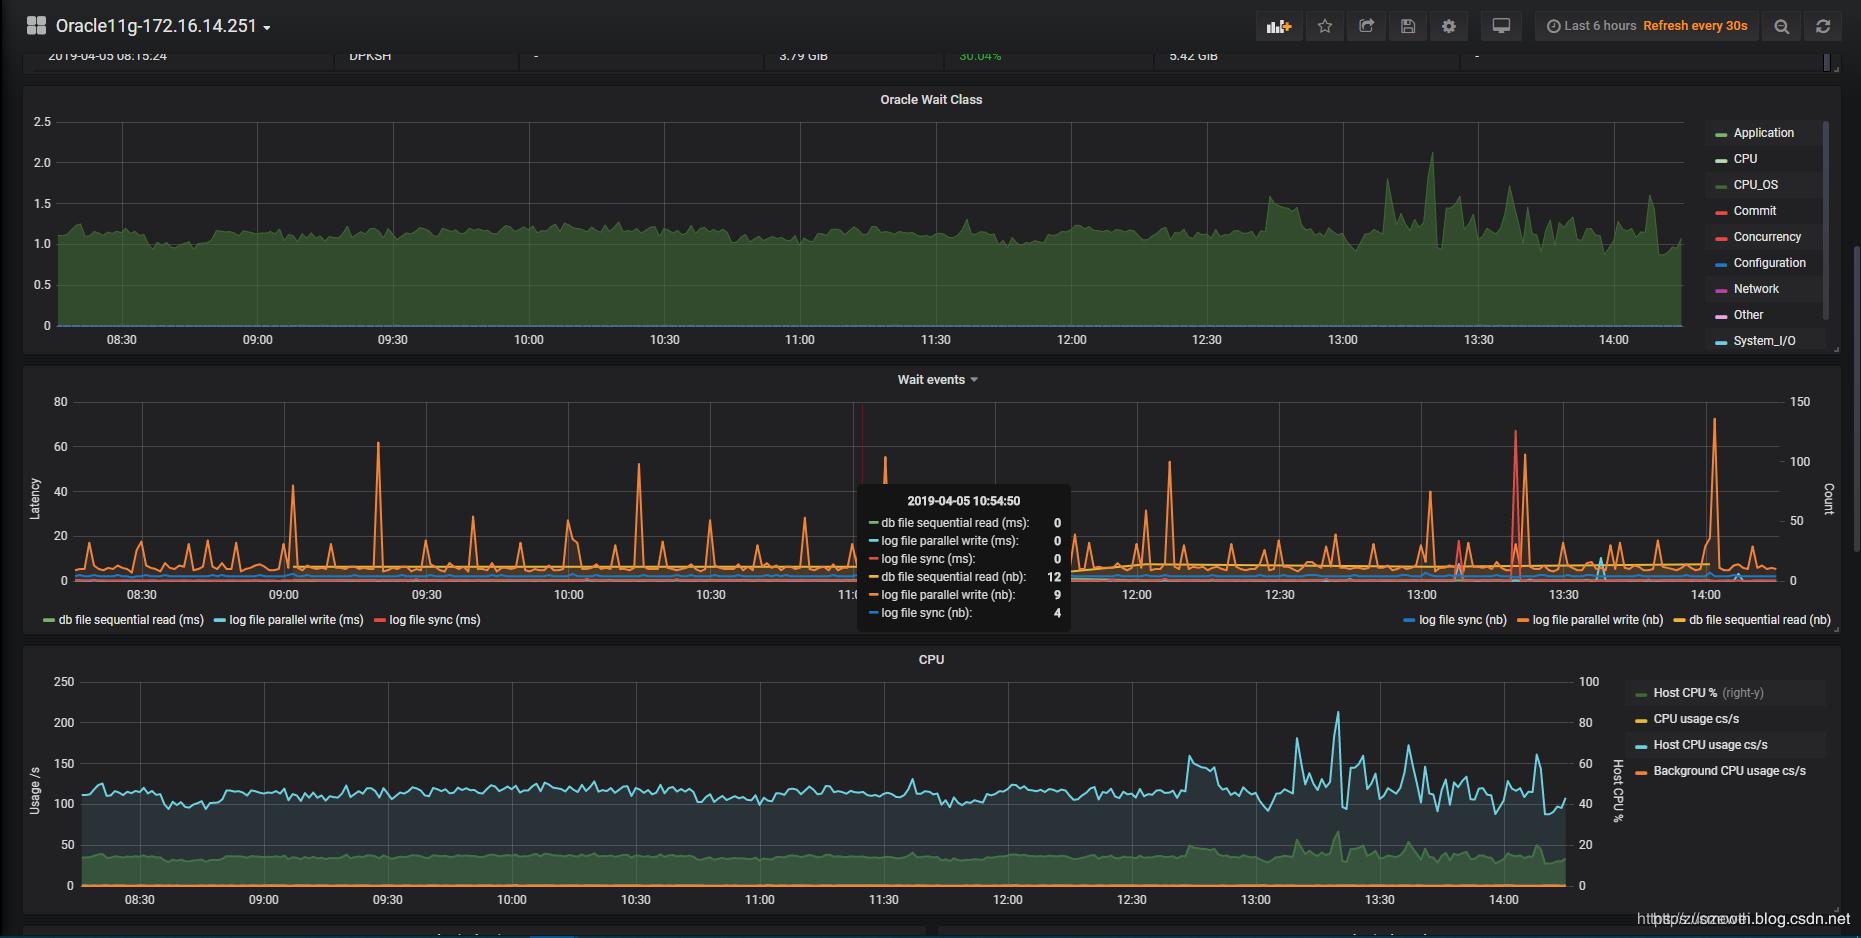 Oracle11g-172.16.14.251
Last 6 hours Refresh every 30s
2019-04-05 08:15:24 DPKSH - 3.79 GiB 30.04% 5.42 GiB -
Oracle Wait Class
2.5
2.0
1.5
1.0
0.5
0
08:30 09:00 09:30 10:00 10:30 11:00 11:30 12:00 12:30 13:00 13:30 14:00
Application
CPU
CPU_OS
Commit
Concurrency
Configuration
Network
Other
System_I/O
Wait events
Latency
80
60
40
20
0
150
100
50
0
Count
2019-04-05 10:54:50
db file sequential read (ms): 0
log file parallel write (ms): 0
log file sync (ms): 0
db file sequential read (nb): 12
log file parallel write (nb): 9
log file sync (nb): 4
08:30 09:00 09:30 10:00 10:30 11:0 12:00 12:30 13:00 13:30 14:00
db file sequential read (ms) log file parallel write (ms) log file sync (ms)
log file sync (nb) log file parallel write (nb) db file sequential read (nb)
CPU
Usage /s
250
200
150
100
50
0
100
80
60
40
20
0
Host CPU %
08:30 09:00 09:30 10:00 10:30 11:00 11:30 12:00 12:30 13:00 13:30 14:00
Host CPU % (right-y)
CPU usage cs/s
Host CPU usage cs/s
Background CPU usage cs/s
.blog.csdn.net